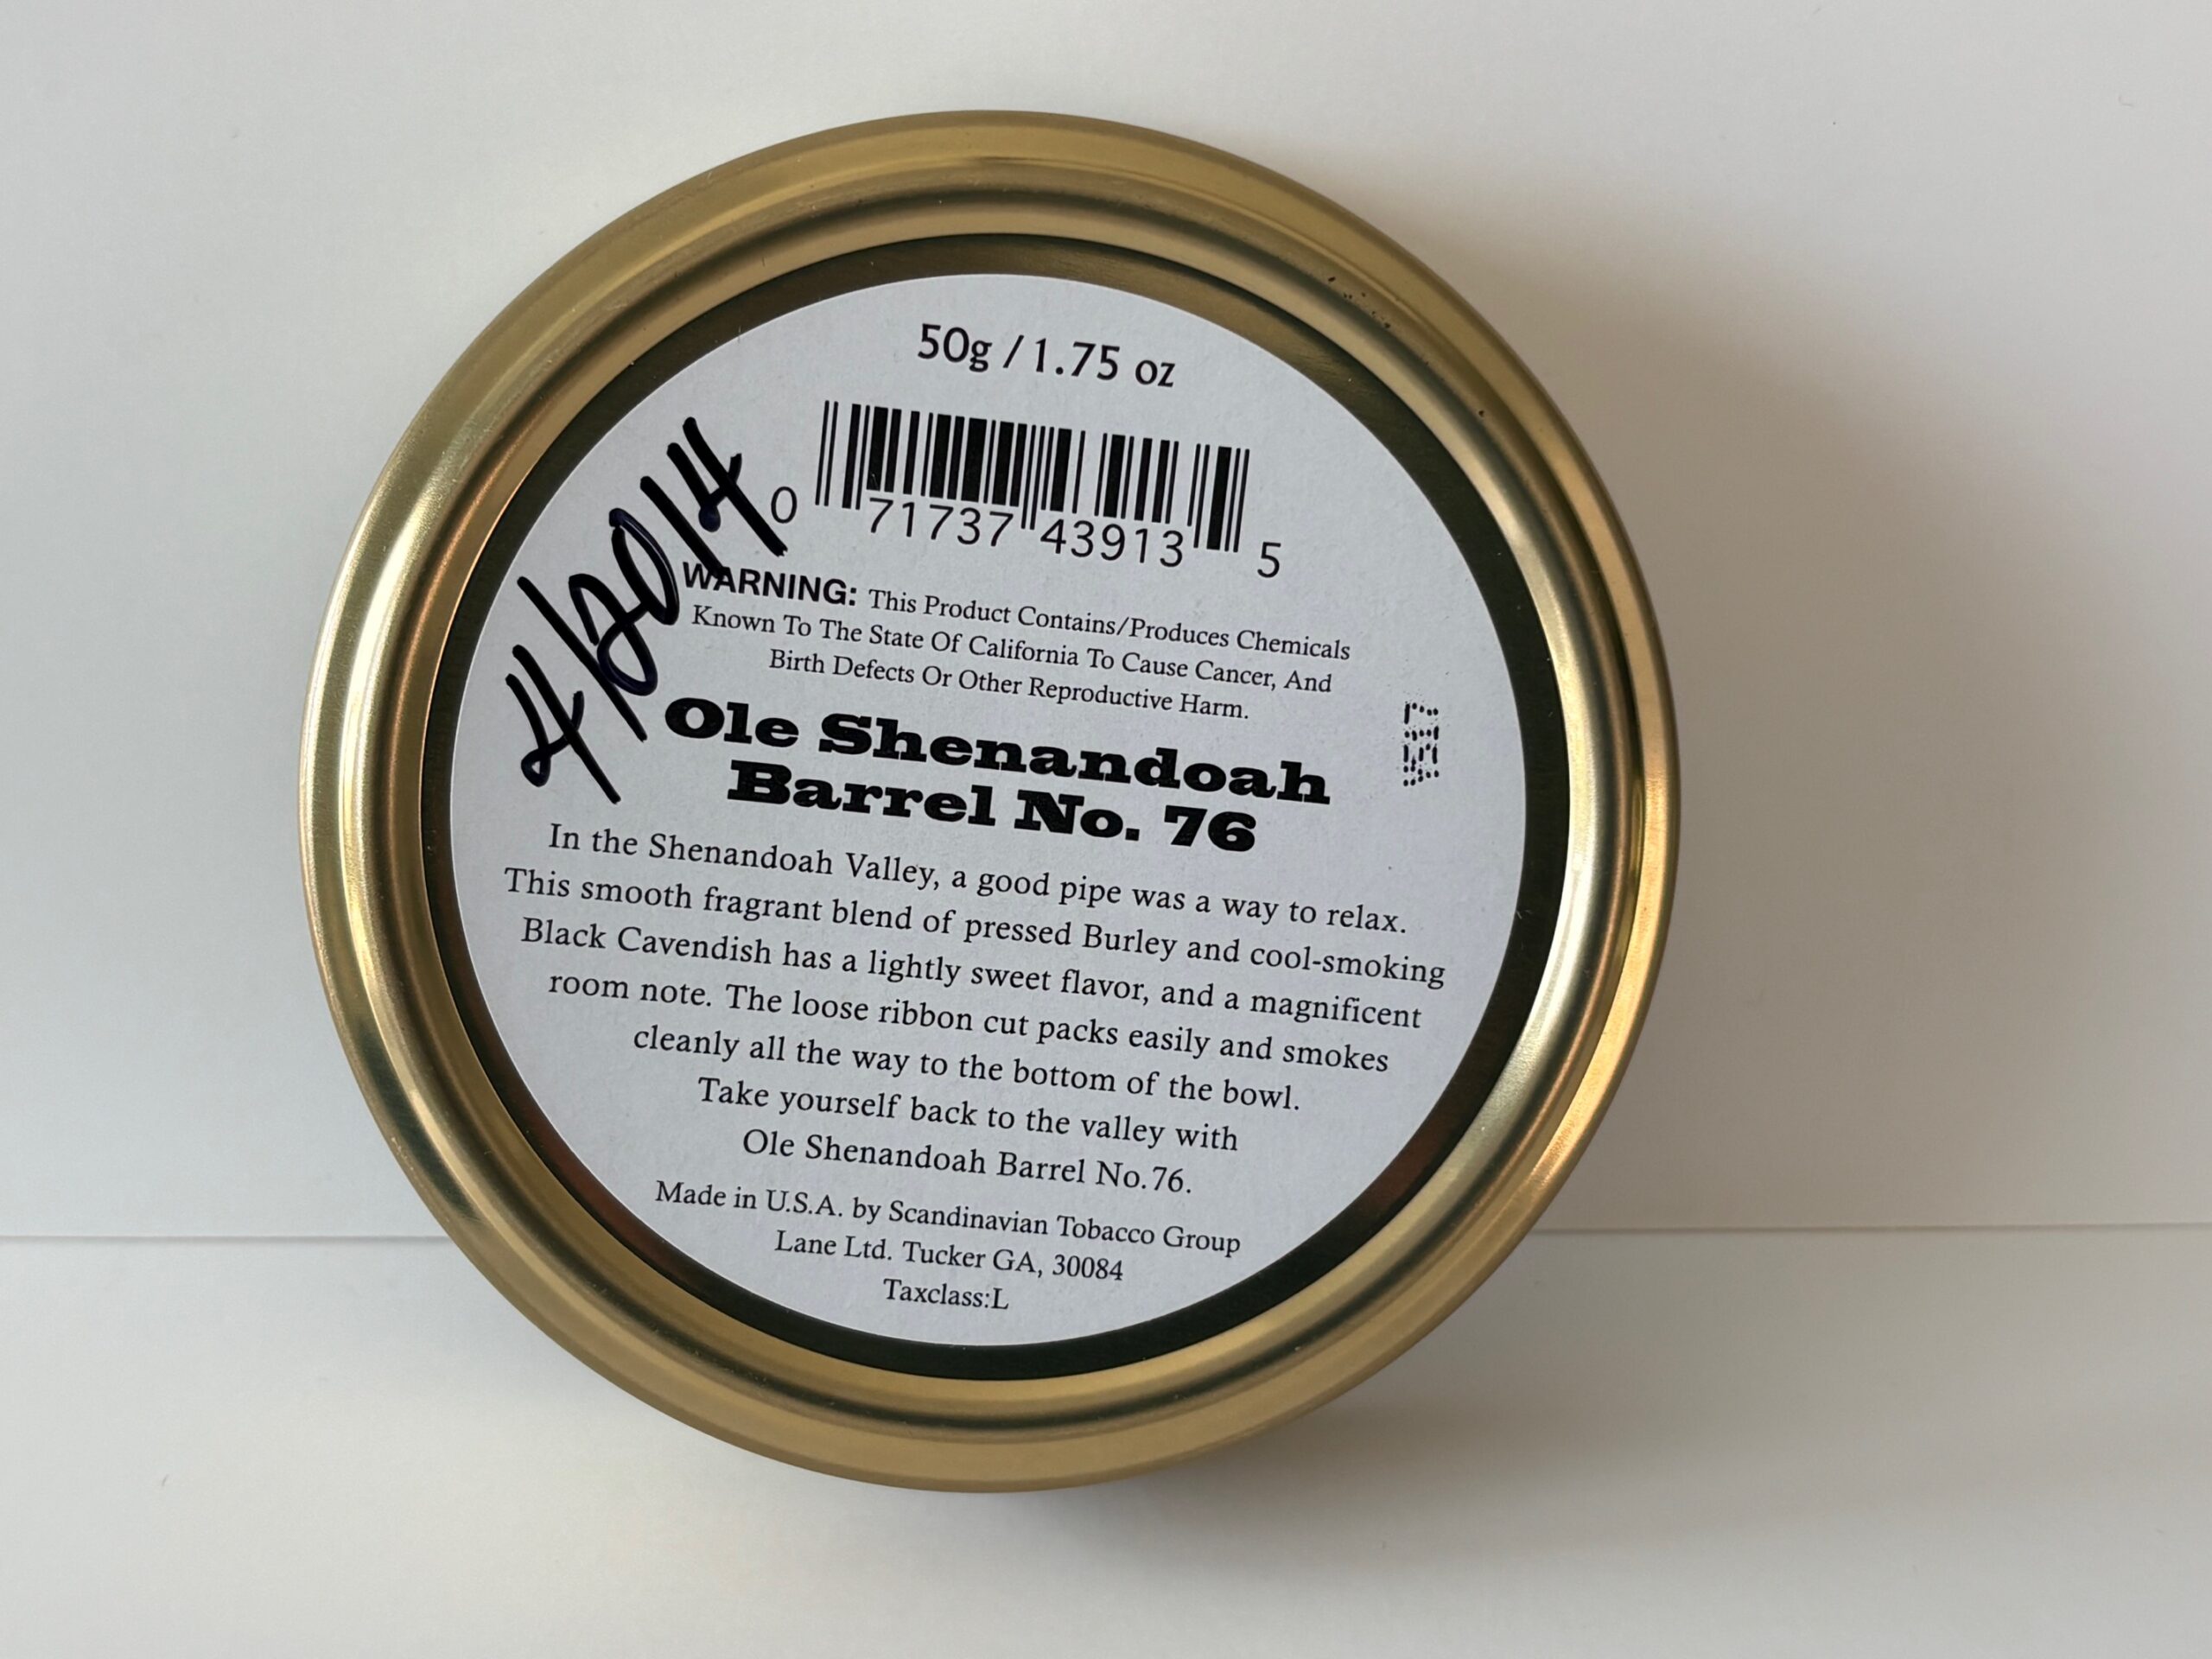 50g / 1.75 oz
4/2014
0 71737 43913 5
WARNING: This Product Contains/Produces Chemicals
Known To The State Of California To Cause Cancer, And
Birth Defects Or Other Reproductive Harm.
Ole Shenandoah
Barrel No. 76
In the Shenandoah Valley, a good pipe was a way to relax.
This smooth fragrant blend of pressed Burley and cool-smoking
Black Cavendish has a lightly sweet flavor, and a magnificent
room note. The loose ribbon cut packs easily and smokes
cleanly all the way to the bottom of the bowl.
Take yourself back to the valley with
Ole Shenandoah Barrel No.76.
Made in U.S.A. by Scandinavian Tobacco Group
Lane Ltd. Tucker GA, 30084
Taxclass:L